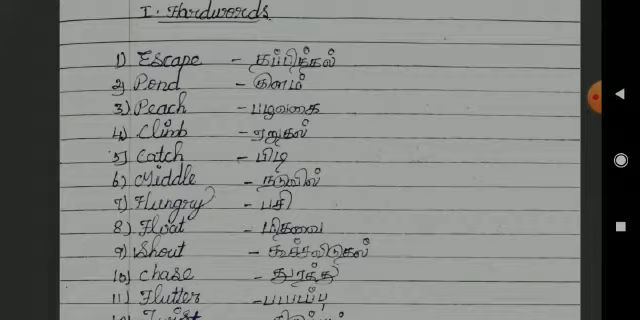 I. Hardwords
1) Escape - தப்பித்தல்
2) Pond - குளம்
3) Peach - பழவகை
4) Climb - ஏறுதல்
5) Catch - பிடி
6) Middle - நடுவில்
7) Hungry - பசி
8) Float - மிதவை
9) Shout - கூச்சலிடுதல்
10) Chase - துரத்து
11) Flutter - படபடப்பு
Twist